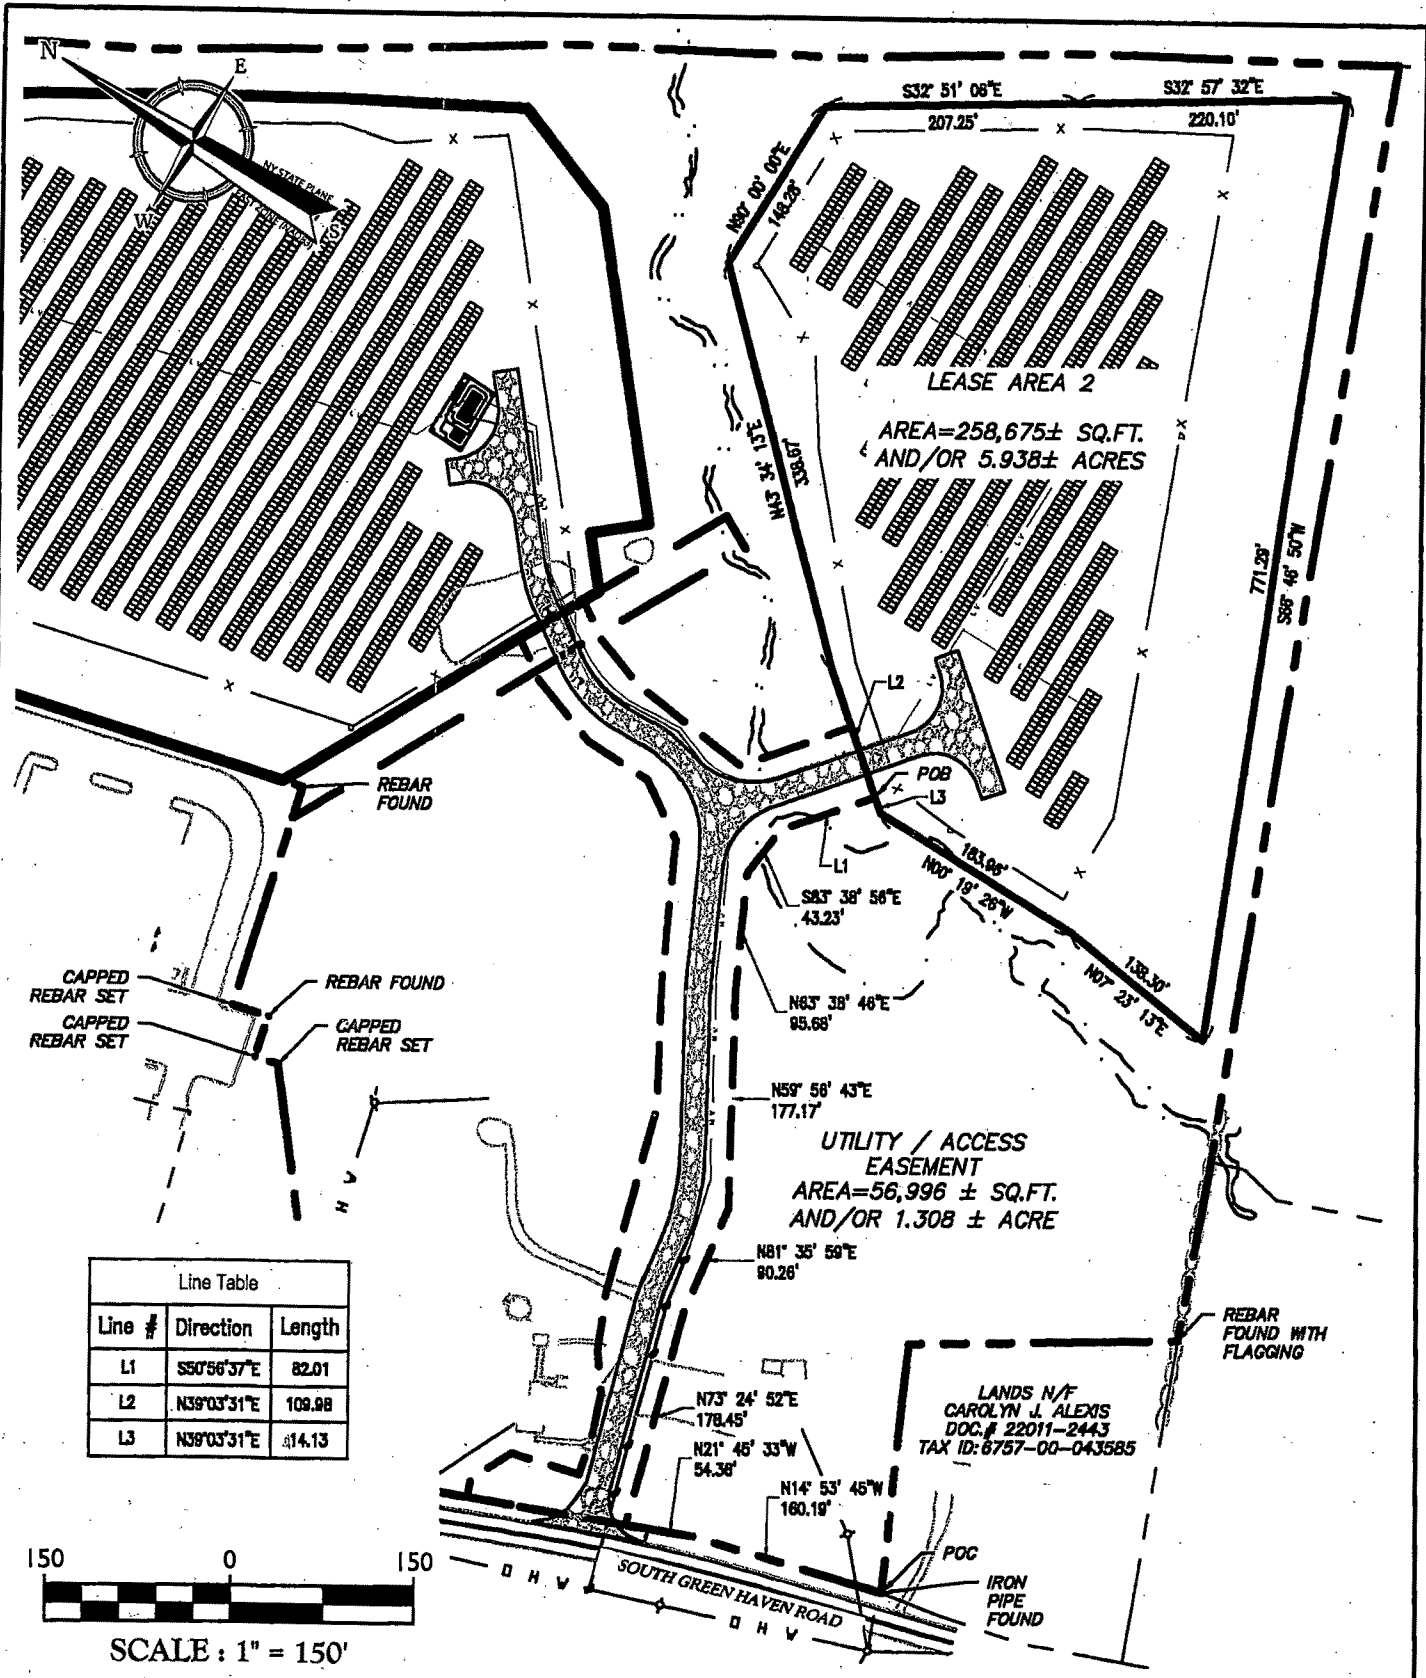 N
E
W
S
NY STATE PLANE
S32° 51' 06"E
207.25'
S32° 57' 32"E
220.10'
N90° 00' 00"E
148.28'
N43° 34' 13"E
338.67'
LEASE AREA 2
AREA=258,675± SQ.FT.
AND/OR 5.938± ACRES
771.29'
S66° 46' 50"W
L2
POB
L3
L1
REBAR
FOUND
183.96'
N00° 19' 26"W
S83° 38' 56"E
43.23'
138.30'
N07° 23' 13"E
CAPPED
REBAR SET
REBAR FOUND
CAPPED
REBAR SET
CAPPED
REBAR SET
N63° 38' 46"E
95.68'
N59° 56' 43"E
177.17'
UTILITY / ACCESS
EASEMENT
AREA=56,996 ± SQ.FT.
AND/OR 1.308 ± ACRE
N81° 35' 59"E
90.26'
Line Table
Line # Direction Length
L1 S50°56'37"E 82.01
L2 N39°03'31"E 109.98
L3 N39°03'31"E 14.13
REBAR
FOUND WITH
FLAGGING
LANDS N/F
CAROLYN J. ALEXIS
DOC.# 22011-2443
TAX ID: 6757-00-043585
N73° 24' 52"E
178.45'
N21° 45' 33"W
54.36'
N14° 53' 45"W
160.19'
POC
IRON
PIPE
FOUND
SOUTH GREEN HAVEN ROAD
O H W
O H W
150 0 150
SCALE : 1" = 150'